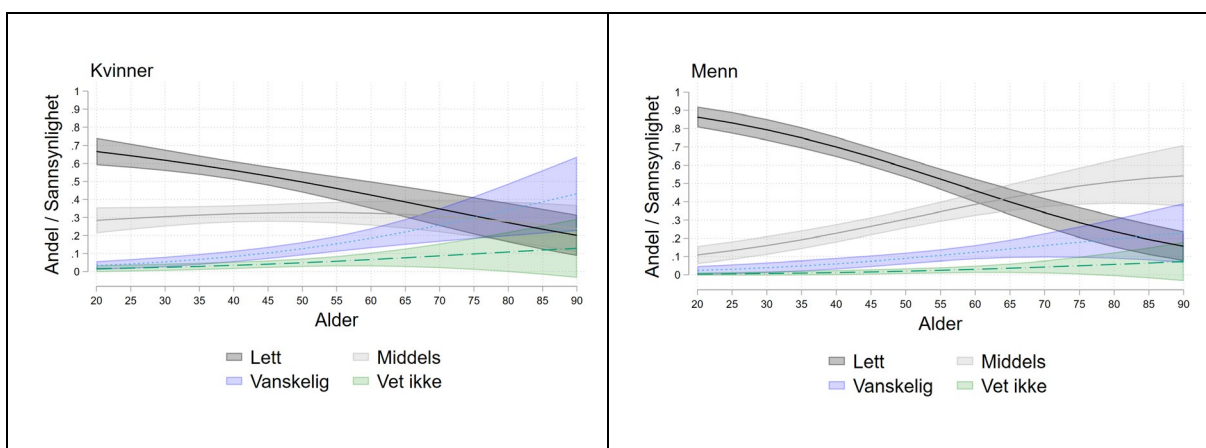 Kvinner
Andel / Sannsynlighet
1
.9
.8
.7
.6
.5
.4
.3
.2
.1
0
20 25 30 35 40 45 50 55 60 65 70 75 80 85 90
Alder
Lett Middels
Vanskelig Vet ikke
Menn
Andel / Sannsynlighet
1
.9
.8
.7
.6
.5
.4
.3
.2
.1
0
20 25 30 35 40 45 50 55 60 65 70 75 80 85 90
Alder
Lett Middels
Vanskelig Vet ikke